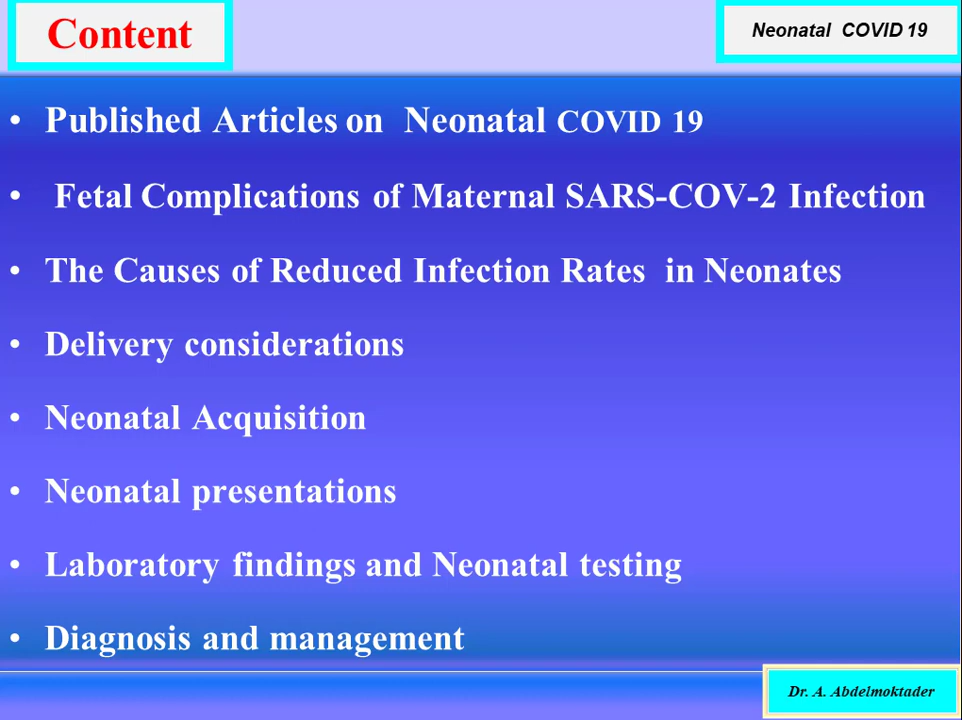 Content
Neonatal COVID 19
• Published Articles on Neonatal COVID 19
• Fetal Complications of Maternal SARS-COV-2 Infection
• The Causes of Reduced Infection Rates in Neonates
• Delivery considerations
• Neonatal Acquisition
• Neonatal presentations
• Laboratory findings and Neonatal testing
• Diagnosis and management
Dr. A. Abdelmoktader